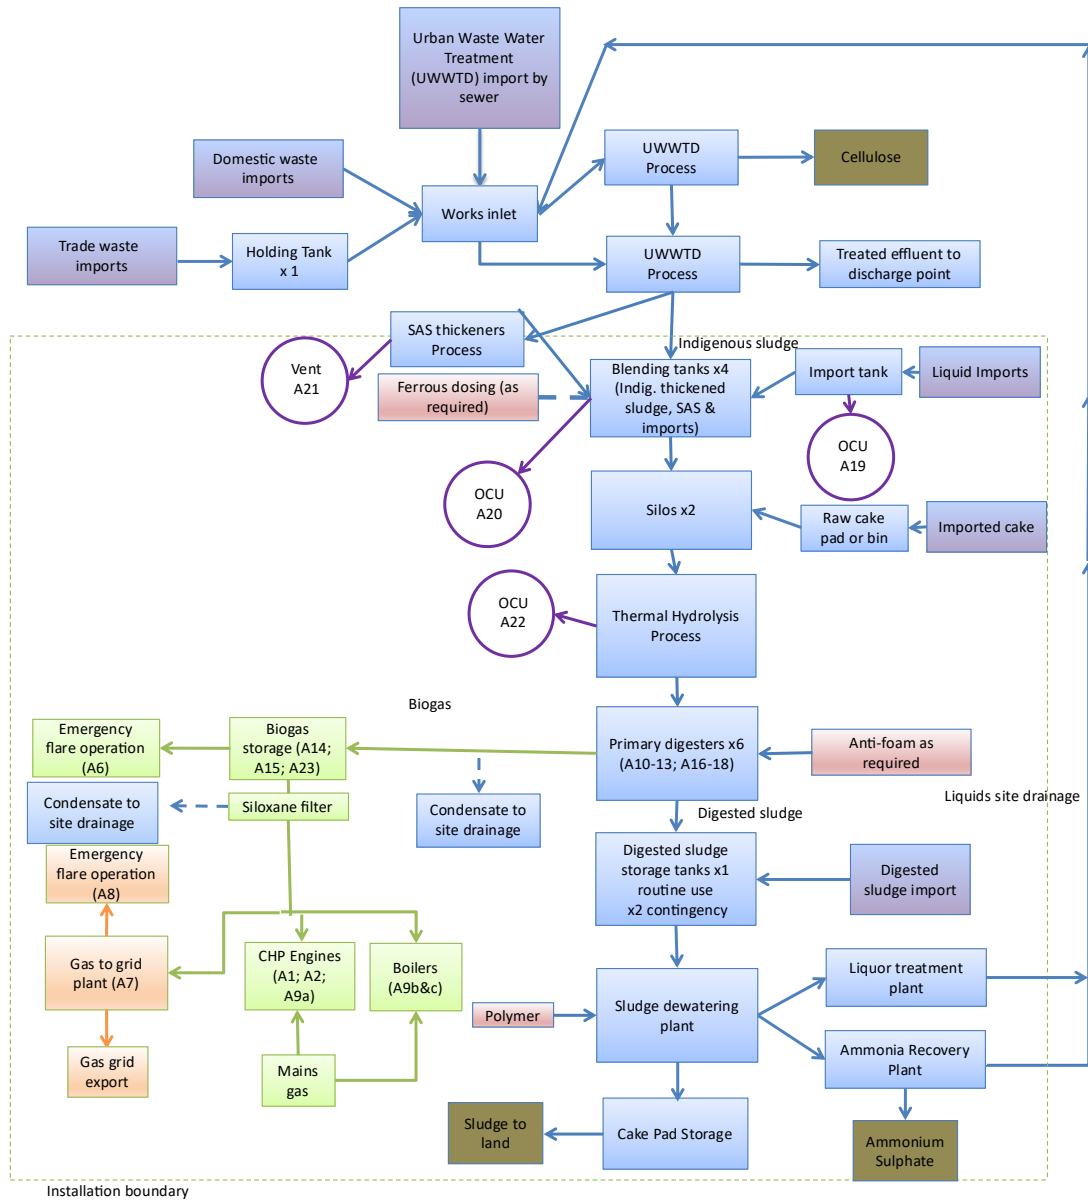 Urban Waste Water
Treatment
(UWWTD) import by
sewer
Domestic waste
imports
UWWTD
Process
Cellulose
Works inlet
Trade waste
imports
Holding Tank
x 1
UWWTD
Process
Treated effluent to
discharge point
SAS thickeners
Process
Indigenous sludge
Vent
A21
Ferrous dosing (as
required)
Blending tanks x4
(Indig. thickened
sludge, SAS &
imports)
Import tank
Liquid Imports
OCU
A19
OCU
A20
Silos x2
Raw cake
pad or bin
Imported cake
OCU
A22
Thermal Hydrolysis
Process
Biogas
Emergency
flare operation
(A6)
Biogas
storage (A14;
A15; A23)
Primary digesters x6
(A10-13; A16-18)
Anti-foam as
required
Condensate to
site drainage
Siloxane filter
Condensate to
site drainage
Digested sludge
Liquids site drainage
Emergency
flare operation
(A8)
Digested sludge
storage tanks x1
routine use
x2 contingency
Digested
sludge import
Gas to grid
plant (A7)
CHP Engines
(A1; A2;
A9a)
Boilers
(A9b&c)
Polymer
Sludge dewatering
plant
Liquor treatment
plant
Gas grid
export
Mains
gas
Ammonia Recovery
Plant
Sludge to
land
Cake Pad Storage
Ammonium
Sulphate
Installation boundary